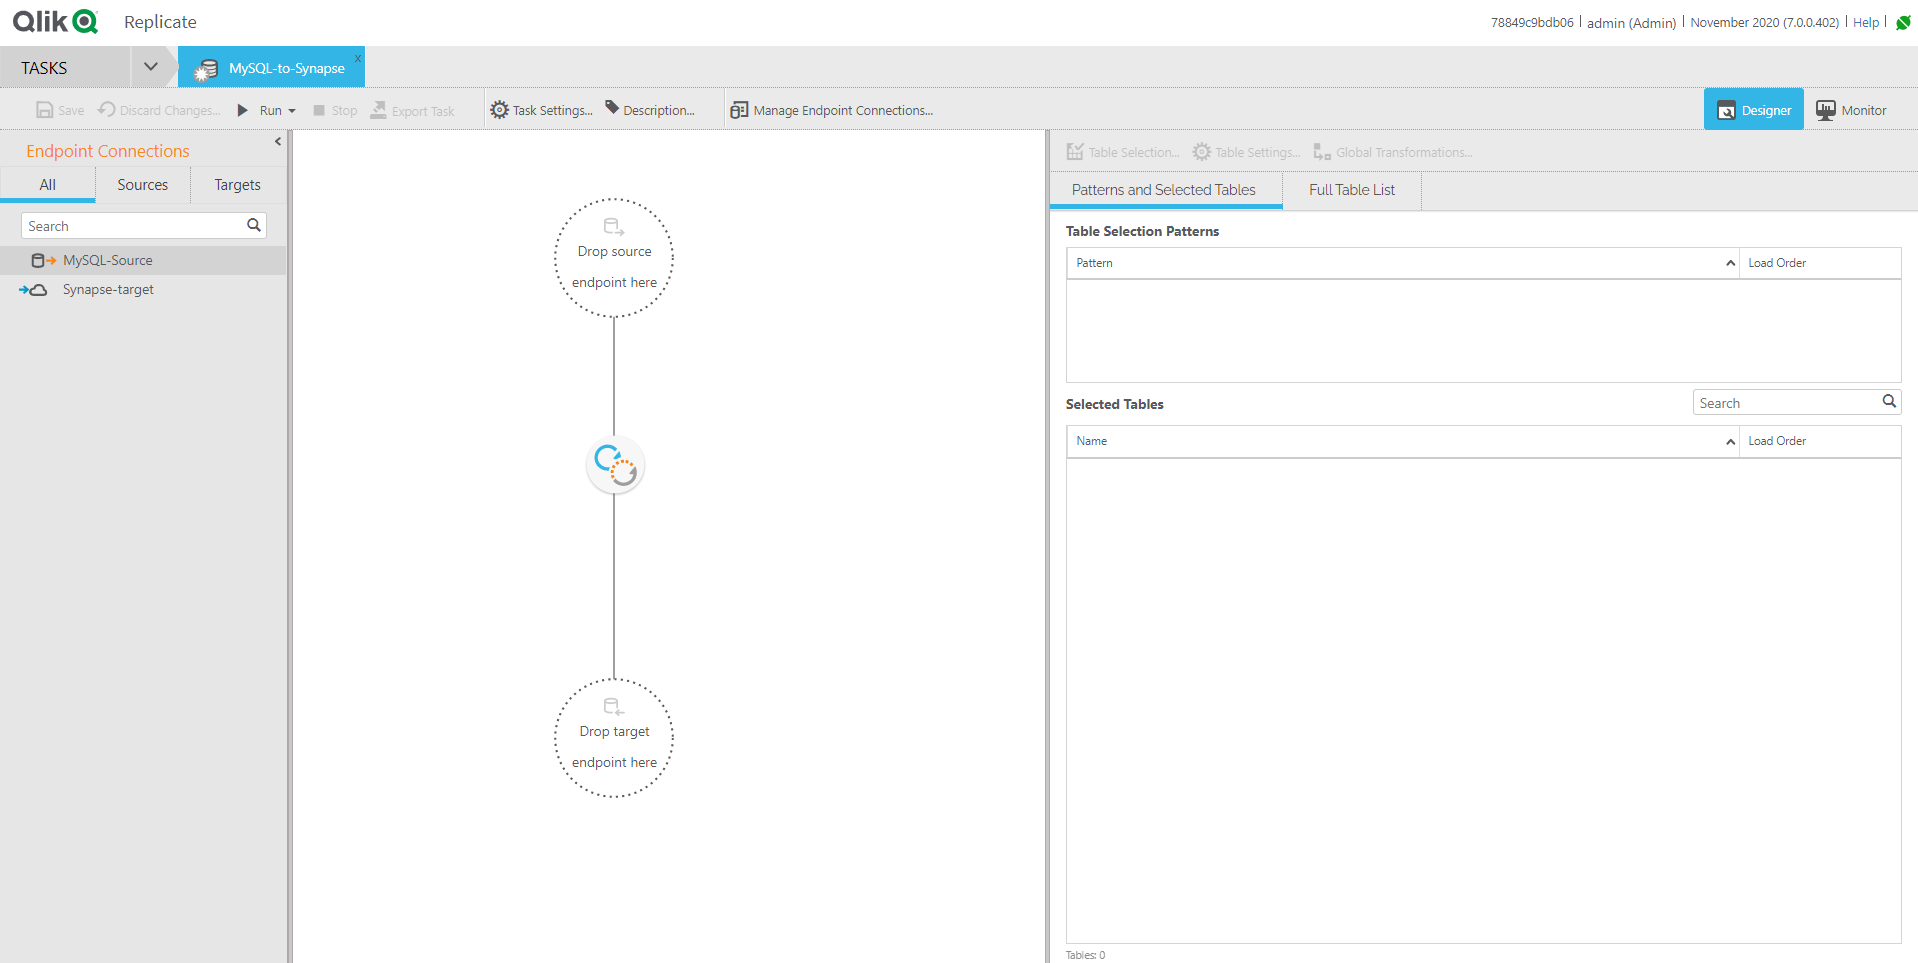 Qlik Replicate
78849c9bdb06 admin (Admin) November 2020 (7.0.0.402) Help
TASKS MySQL-to-Synapse x
Save Discard Changes... Run Stop Export Task Task Settings... Description... Manage Endpoint Connections... Designer Monitor
Endpoint Connections
All Sources Targets
Search
MySQL-Source
Synapse-target
Drop source
endpoint here
Drop target
endpoint here
Table Selection... Table Settings... Global Transformations...
Patterns and Selected Tables Full Table List
Table Selection Patterns
Pattern Load Order
Selected Tables Search
Name Load Order
Tables: 0